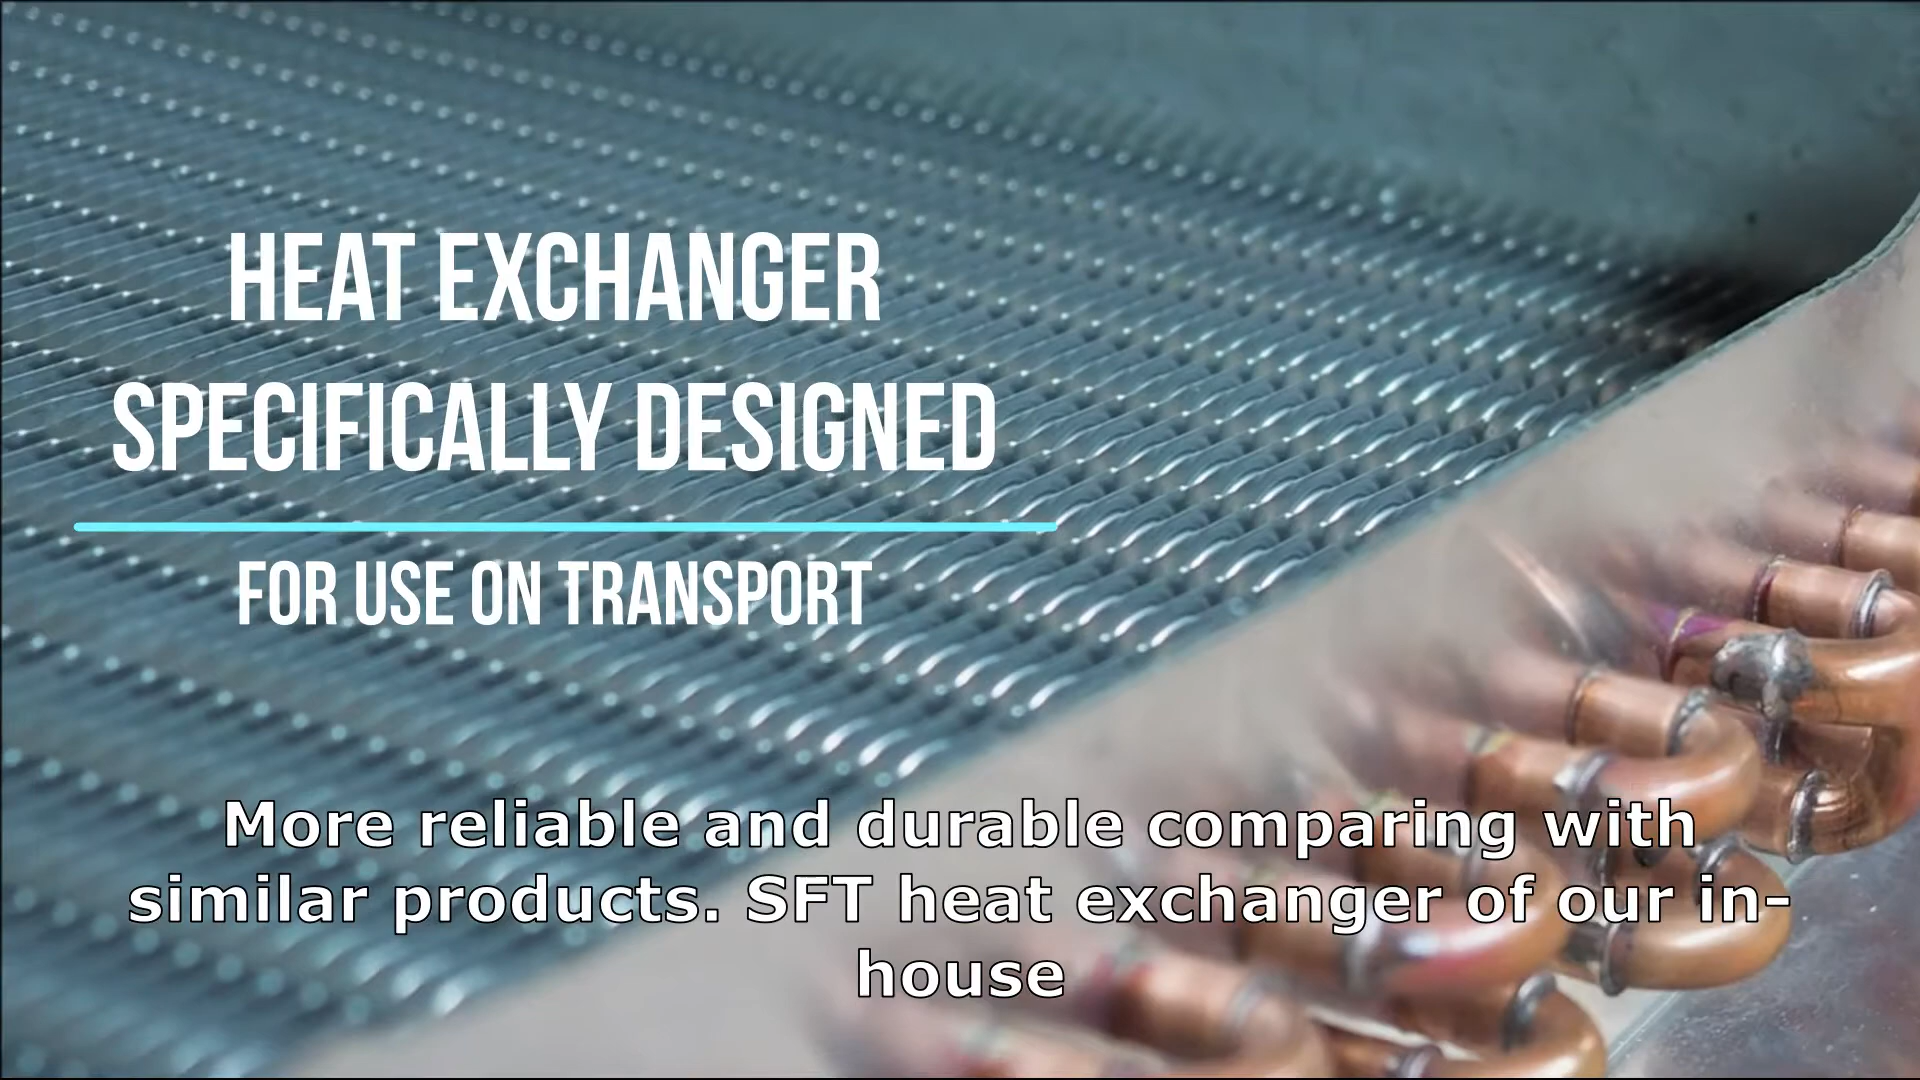 HEAT EXCHANGER
SPECIFICALLY DESIGNED
FOR USE ON TRANSPORT
More reliable and durable comparing with
similar products. SFT heat exchanger of our in-
house